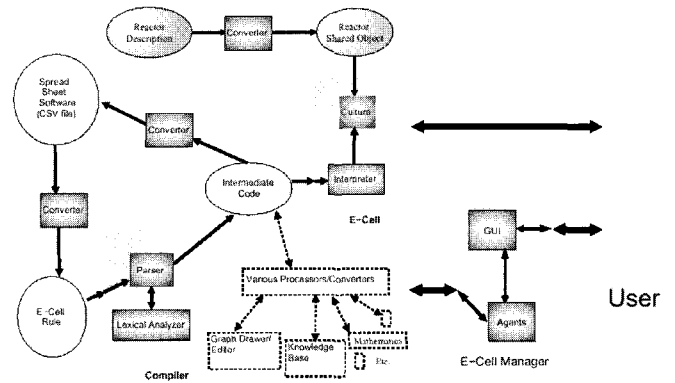 Reactor
Description
Converter
Reactor
Shared Object
Spread
Sheet
Software
(CSV file)
Convertor
Culture
Intermediate
Code
Interpreter
E-Cell
Converter
GUI
Parser
Various Processors/Convertors
E-Cell
Rule
Lexical Analyzer
Graph Drawer/
Editor
Knowledge
Base
Mathematica
Etc.
Agents
User
E-Cell Manager
Compiler